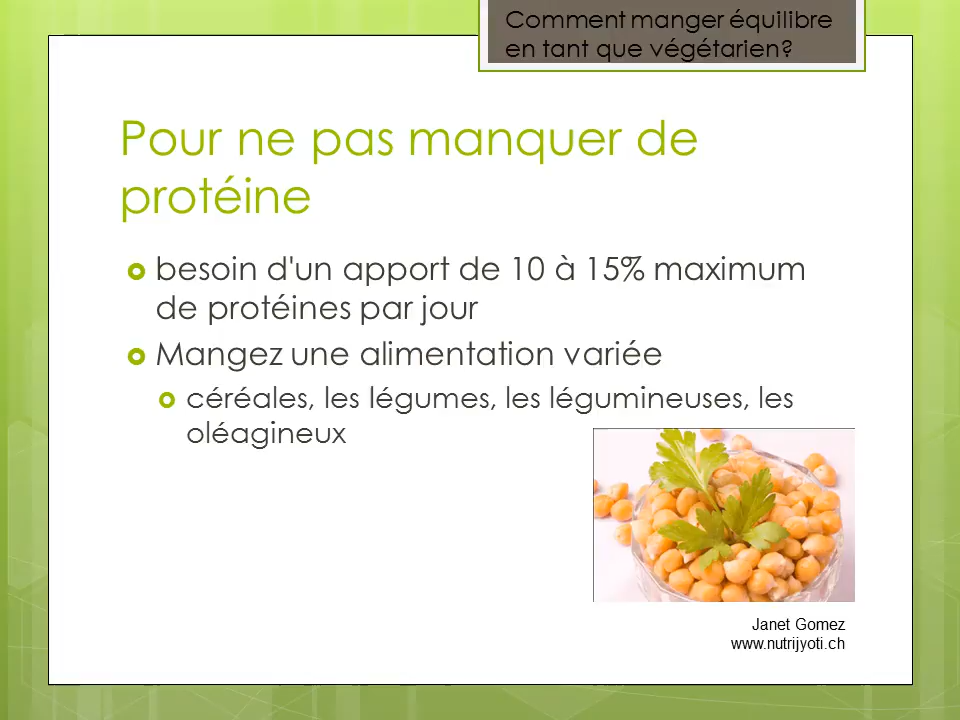 Comment manger équilibre
en tant que végétarien?
Pour ne pas manquer de
protéine
besoin d'un apport de 10 à 15% maximum
de protéines par jour
Mangez une alimentation variée
céréales, les légumes, les légumineuses, les
oléagineux
Janet Gomez
www.nutrijyoti.ch